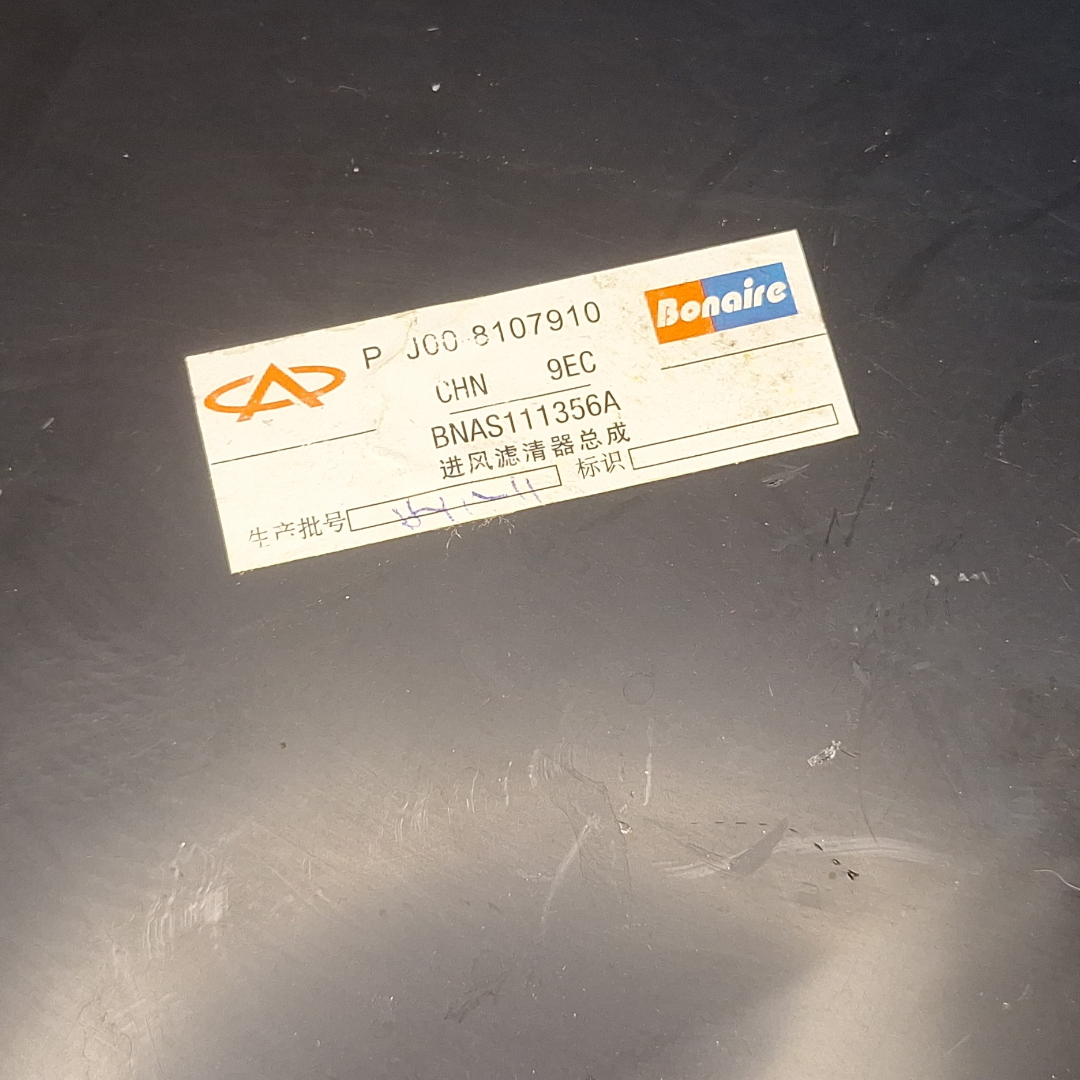 P J00-8107910
Bonaire
CHN 9EC
BNAS111356A
进风滤清器总成
生产批号 标识